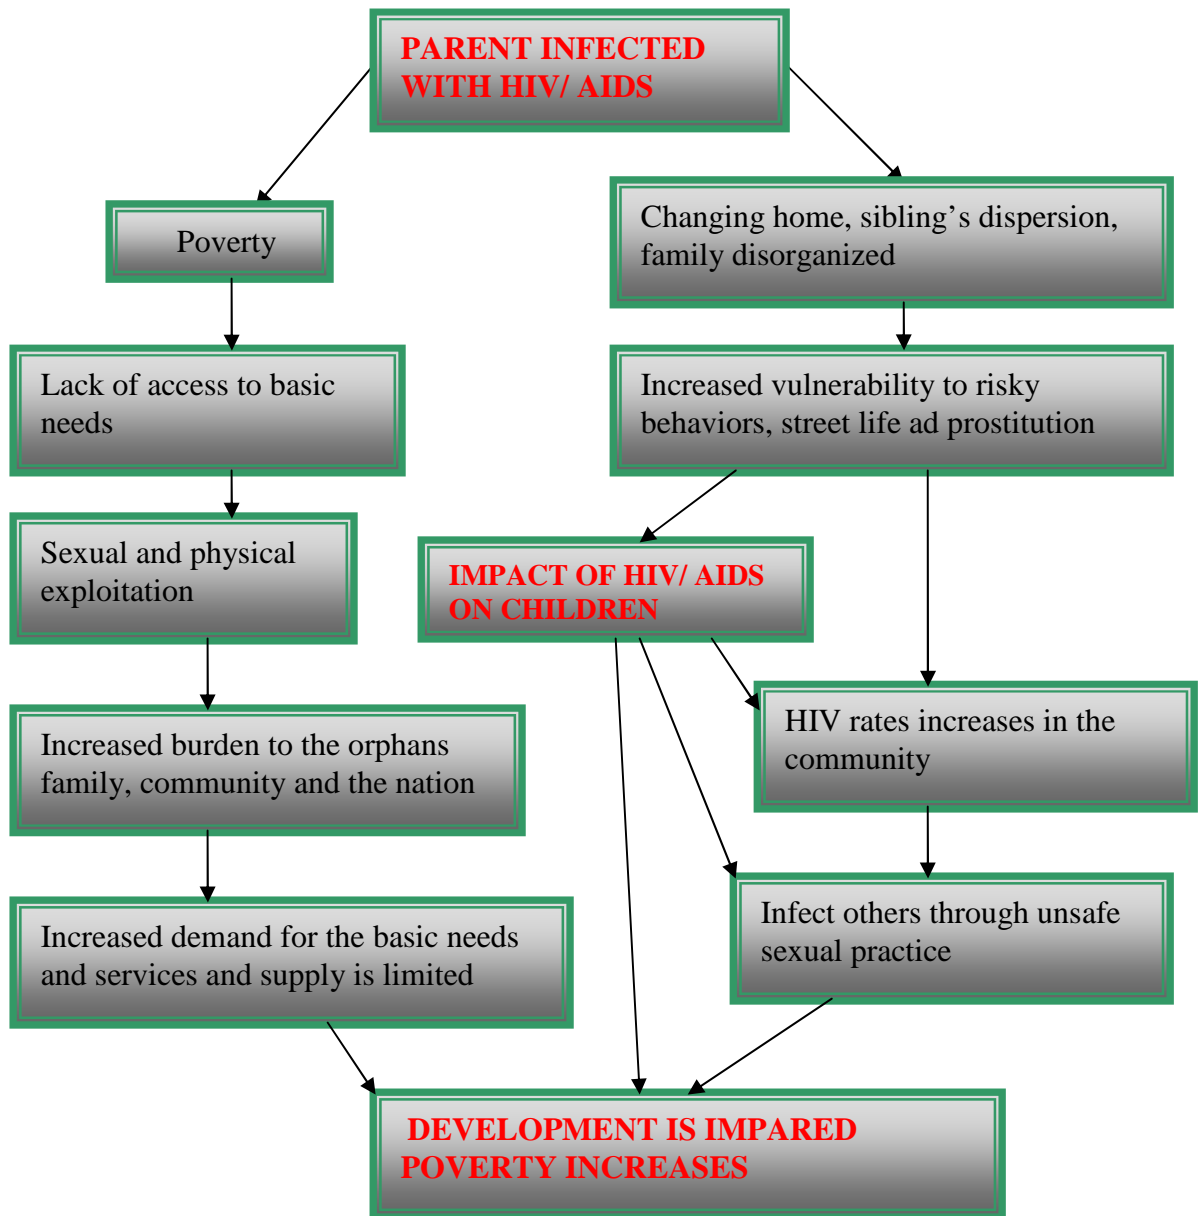 PARENT INFECTED
WITH HIV/ AIDS
Poverty
Changing home, sibling’s dispersion,
family disorganized
Lack of access to basic
needs
Increased vulnerability to risky
behaviors, street life ad prostitution
Sexual and physical
exploitation
IMPACT OF HIV/ AIDS
ON CHILDREN
Increased burden to the orphans
family, community and the nation
HIV rates increases in the
community
Increased demand for the basic needs
and services and supply is limited
Infect others through unsafe
sexual practice
DEVELOPMENT IS IMPARED
POVERTY INCREASES